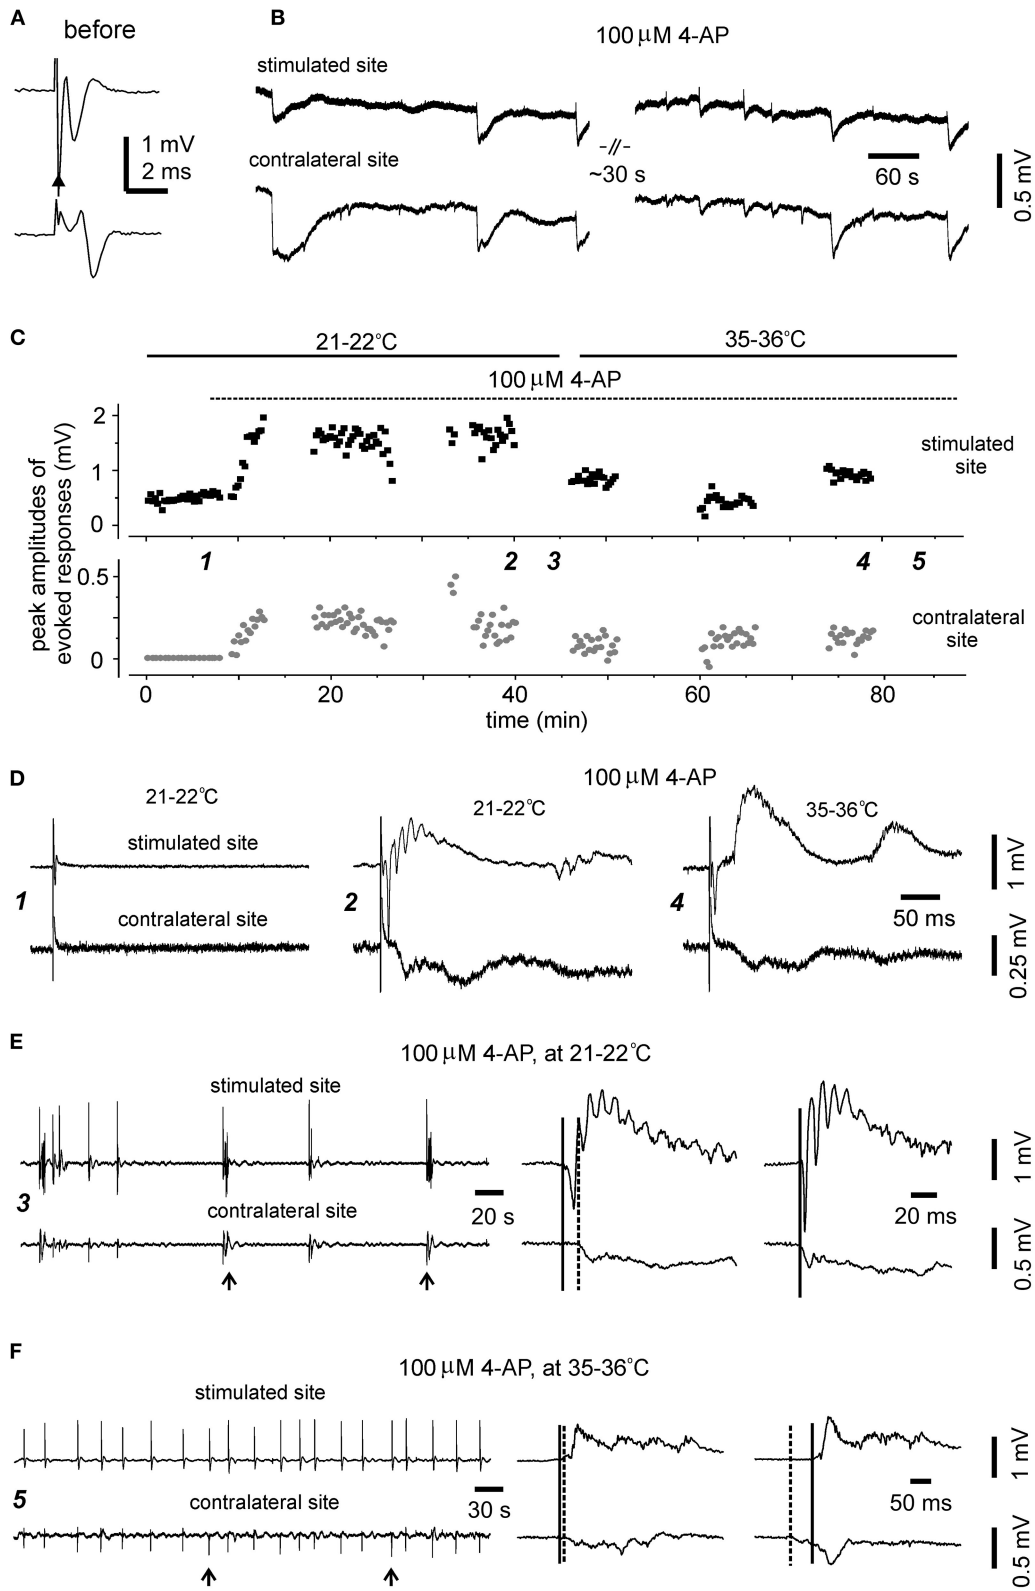 A
before
1 mV
2 ms
B
100 µM 4-AP
stimulated site
contralateral site
-//-
~30 s
60 s
0.5 mV
C
21-22°C
35-36°C
100 µM 4-AP
peak amplitudes of
evoked responses (mV)
2
1
0
stimulated
site
1
2
3
4
5
0.5
0
contralateral
site
0
20
40
60
80
time (min)
D
100 µM 4-AP
21-22°C
21-22°C
35-36°C
stimulated site
contralateral site
1
2
4
50 ms
1 mV
0.25 mV
E
100 µM 4-AP, at 21-22°C
stimulated site
contralateral site
3
20 s
20 ms
1 mV
0.5 mV
F
100 µM 4-AP, at 35-36°C
stimulated site
contralateral site
5
30 s
50 ms
1 mV
0.5 mV